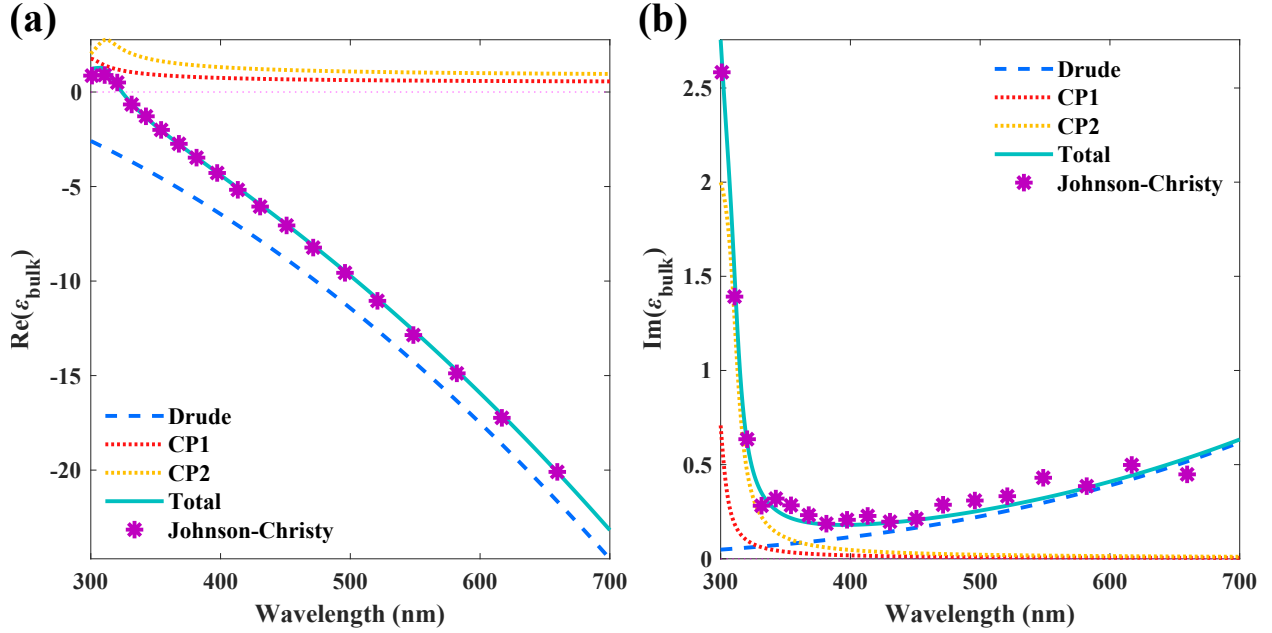 (a)
Re(ε_bulk)
0
-5
-10
-15
-20
Drude
CP1
CP2
Total
Johnson-Christy
300 400 500 600 700
Wavelength (nm)
(b)
Im(ε_bulk)
2.5
2
1.5
1
0.5
0
Drude
CP1
CP2
Total
Johnson-Christy
300 400 500 600 700
Wavelength (nm)